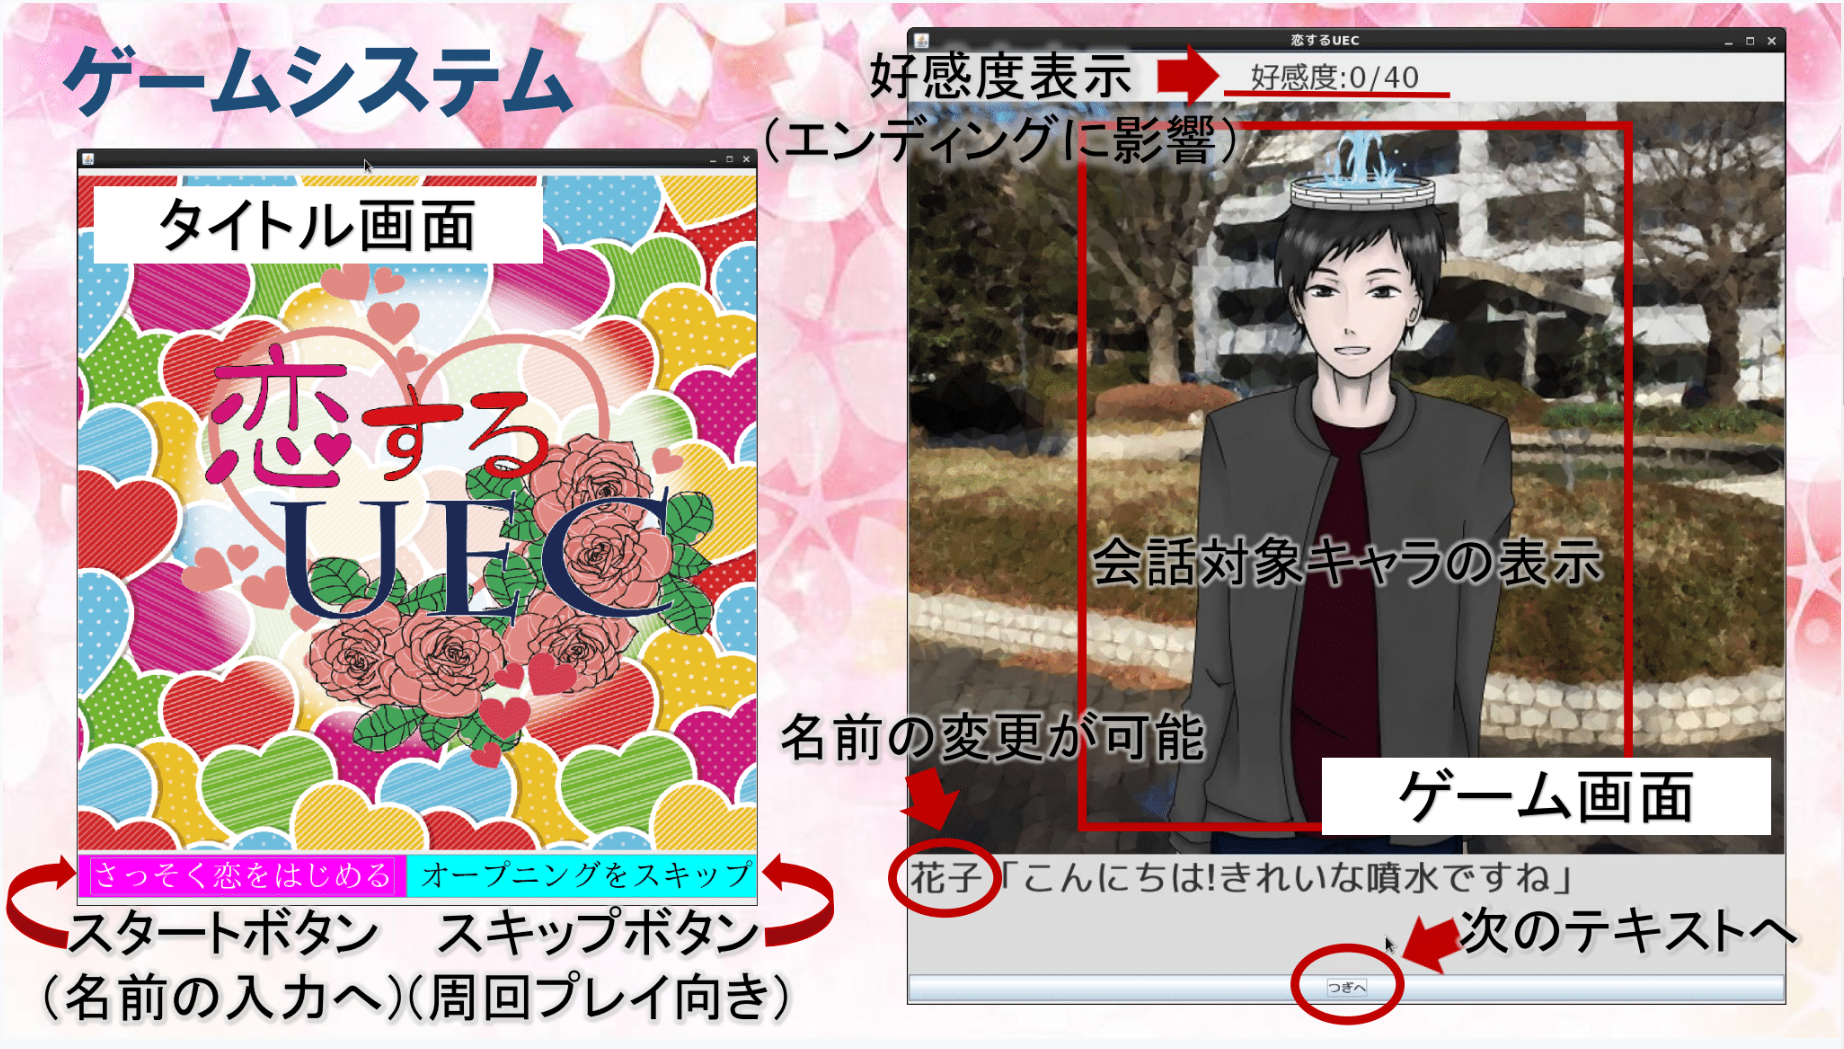 ゲームシステム
タイトル画面
恋する
UEC
さっそく恋をはじめる
オープニングをスキップ
スタートボタン
(名前の入力へ)
スキップボタン
(周回プレイ向き)
恋するUEC
好感度表示
(エンディングに影響)
好感度:0/40
会話対象キャラの表示
名前の変更が可能
ゲーム画面
花子「こんにちは!きれいな噴水ですね」
次のテキストへ
つぎへ